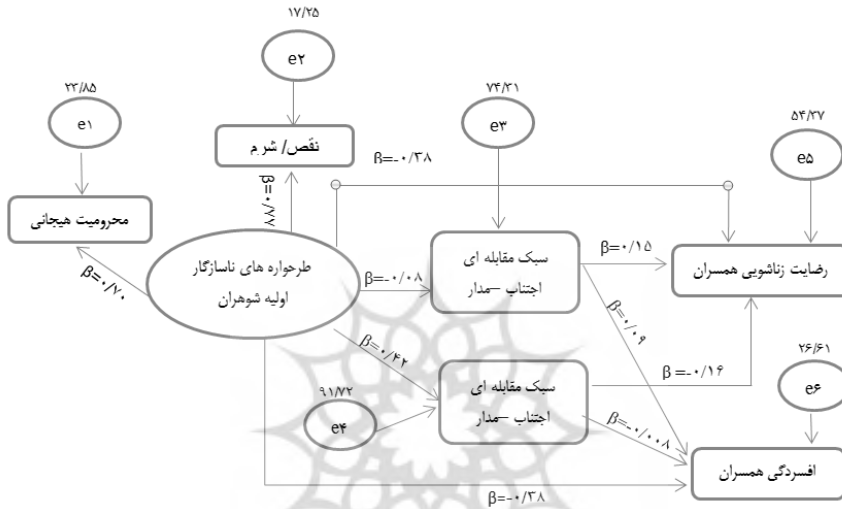 ۱۷/۲۵
e۲
۲۳/۸۵
e۱
۷۴/۳۱
e۳
۵۴/۳۷
e۵
نقص/ شرم
β=-۰/۳۸
β=۰/۷۷
محرومیت هیجانی
β=۰/۷۰
طرحواره های ناسازگار
اولیه شوهران
β=-۰/۰۸
سبک مقابله ای
اجتناب –مدار
β=۰/۱۵
رضایت زناشویی همسران
β=۰/۰۹
β=۰/۴۲
۹۱/۷۲
e۴
سبک مقابله ای
اجتناب –مدار
β =-۰/۱۶
β=-۰/۰۰۸
۲۶/۶۱
e۶
افسردگی همسران
β=-۰/۳۸